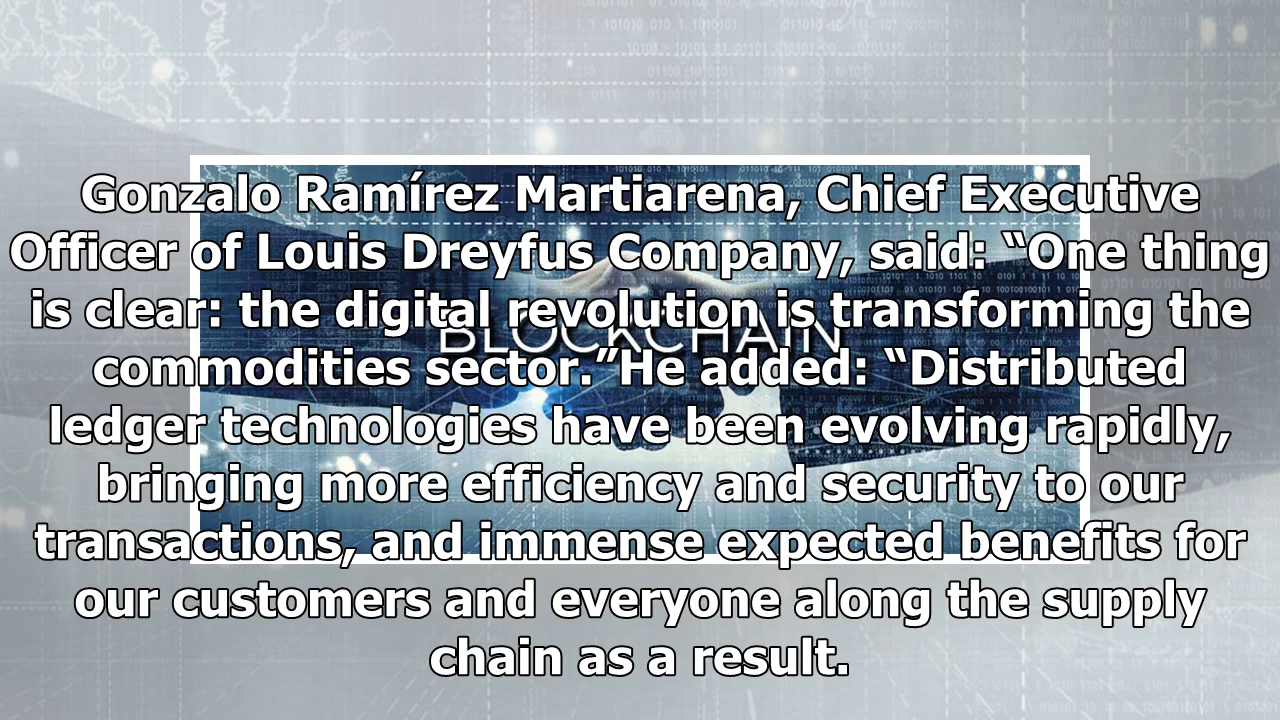 Gonzalo Ramírez Martiarena, Chief Executive
Officer of Louis Dreyfus Company, said: “One thing
is clear: the digital revolution is transforming the
BLOCKCHAIN
commodities sector.”He added: “Distributed
ledger technologies have been evolving rapidly,
bringing more efficiency and security to our
transactions, and immense expected benefits for
our customers and everyone along the supply
chain as a result.